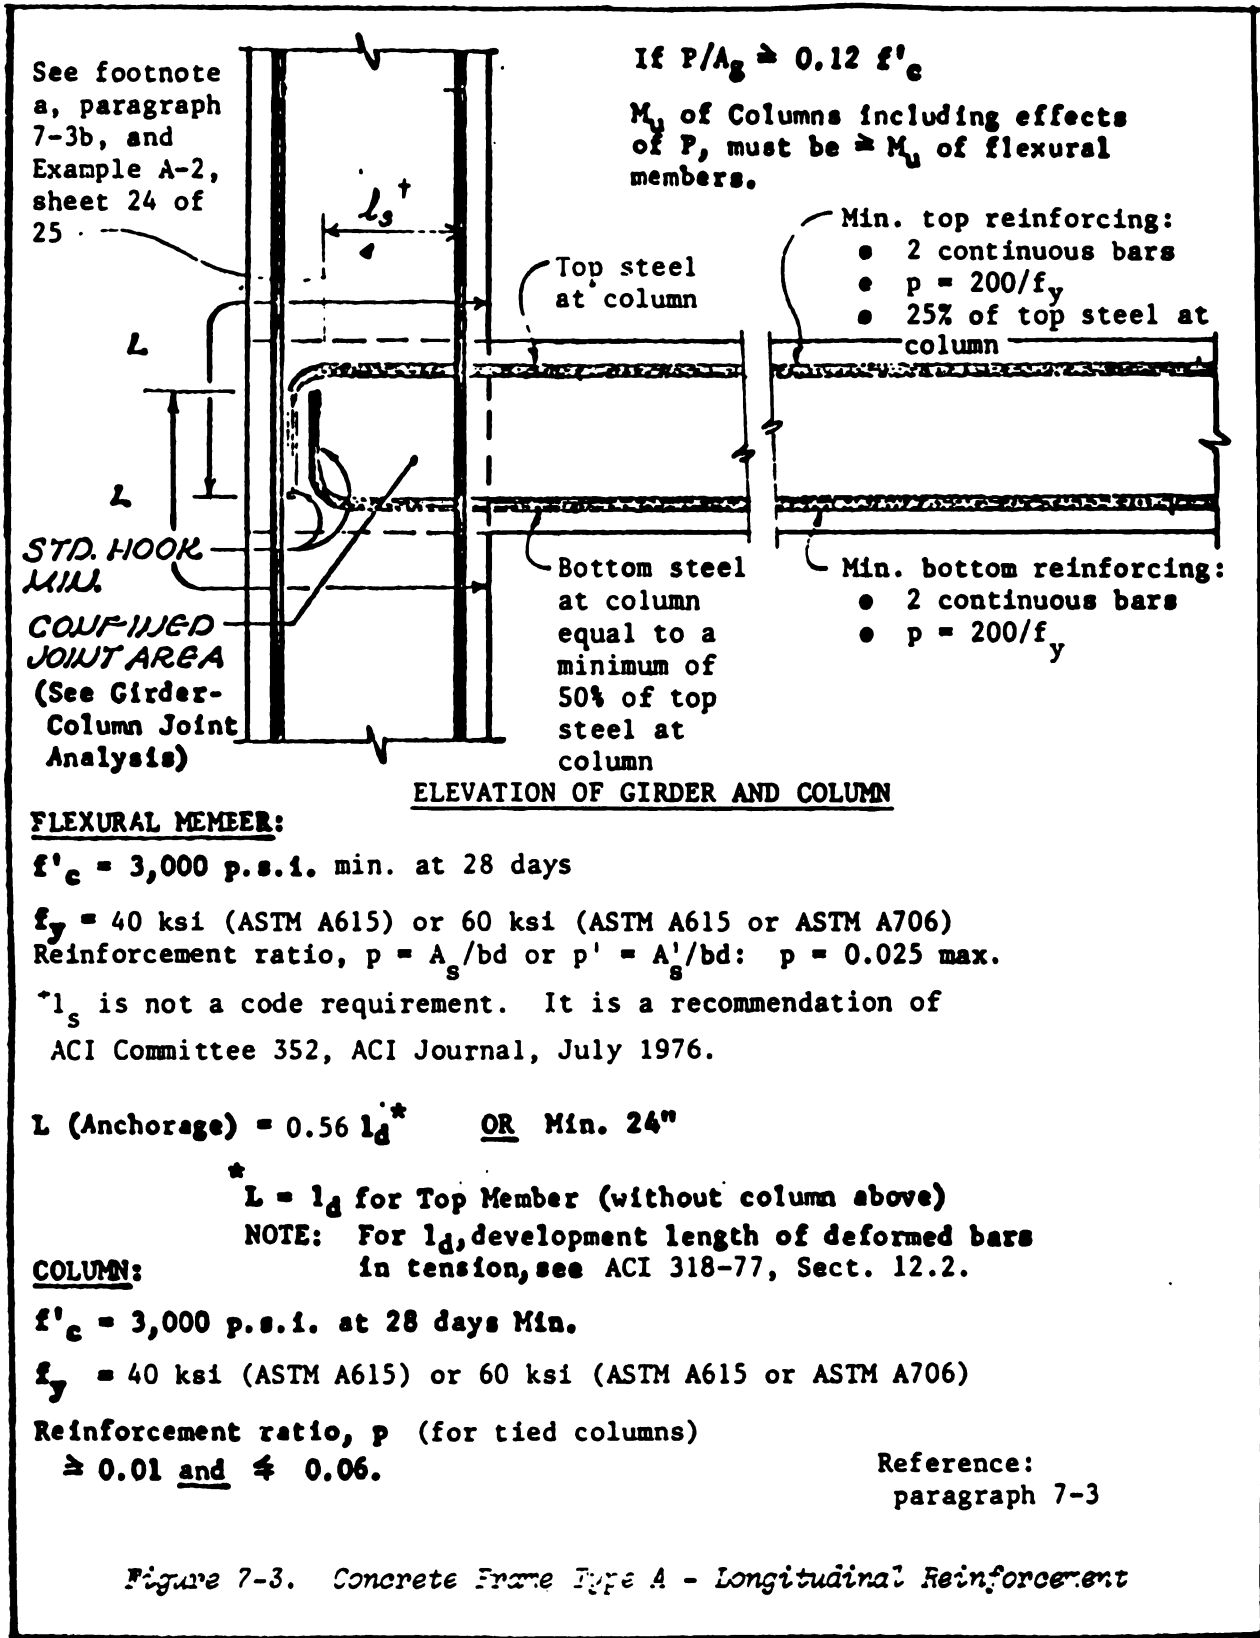 See footnote
a, paragraph
7-3b, and
Example A-2,
sheet 24 of
25
If P/Ag ≥ 0.12 f'c
Mu of Columns including effects
of P, must be ≥ Mu of flexural
members.
ls†
Top steel
at column
Min. top reinforcing:
● 2 continuous bars
● p = 200/fy
● 25% of top steel at
column
L
L
STD. HOOK
MIN.
CONFINED
JOINT AREA
(See Girder-
Column Joint
Analysis)
Bottom steel
at column
equal to a
minimum of
50% of top
steel at
column
Min. bottom reinforcing:
● 2 continuous bars
● p = 200/fy
ELEVATION OF GIRDER AND COLUMN
FLEXURAL MEMBER:
f'c = 3,000 p.s.i. min. at 28 days
fy = 40 ksi (ASTM A615) or 60 ksi (ASTM A615 or ASTM A706)
Reinforcement ratio, p = As/bd or p' = A's/bd: p = 0.025 max.
†ls is not a code requirement. It is a recommendation of
ACI Committee 352, ACI Journal, July 1976.
L (Anchorage) = 0.56 ld* OR Min. 24"
*L = ld for Top Member (without column above)
NOTE: For ld, development length of deformed bars
in tension, see ACI 318-77, Sect. 12.2.
COLUMN:
f'c = 3,000 p.s.i. at 28 days Min.
fy = 40 ksi (ASTM A615) or 60 ksi (ASTM A615 or ASTM A706)
Reinforcement ratio, p (for tied columns)
≥ 0.01 and ≰ 0.06.
Reference:
paragraph 7-3
Figure 7-3. Concrete Frame Type A - Longitudinal Reinforcement